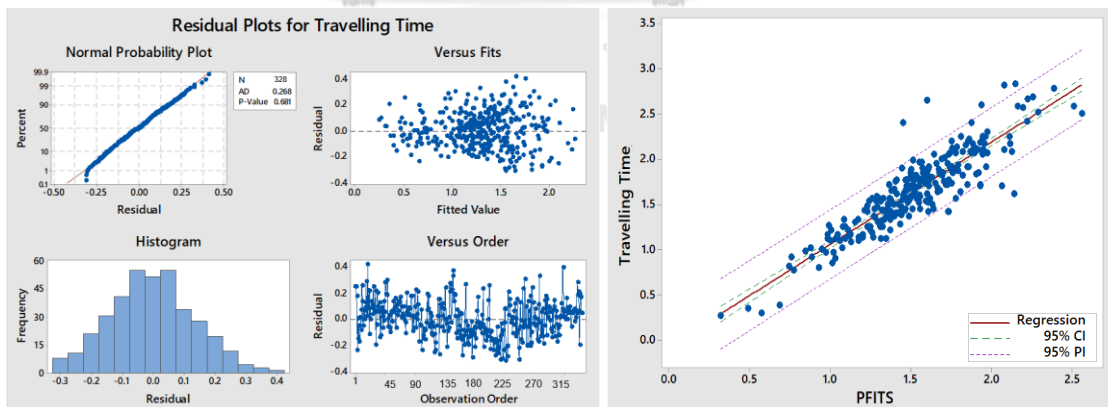 Residual Plots for Travelling Time
Normal Probability Plot
99.9
99
90
50
10
1
0.1
Percent
-0.50 -0.25 0.00 0.25 0.50
Residual
N 328
AD 0.268
P-Value 0.681
Versus Fits
0.4
0.2
0.0
-0.2
-0.4
Residual
0.0 0.5 1.0 1.5 2.0
Fitted Value
Histogram
60
45
30
15
0
Frequency
-0.3 -0.2 -0.1 0.0 0.1 0.2 0.3 0.4
Residual
Versus Order
0.4
0.2
0.0
-0.2
-0.4
Residual
1 45 90 135 180 225 270 315
Observation Order
3.5
3.0
2.5
2.0
1.5
1.0
0.5
0.0
Travelling Time
0.0 0.5 1.0 1.5 2.0 2.5
PFITS
Regression
95% CI
95% PI